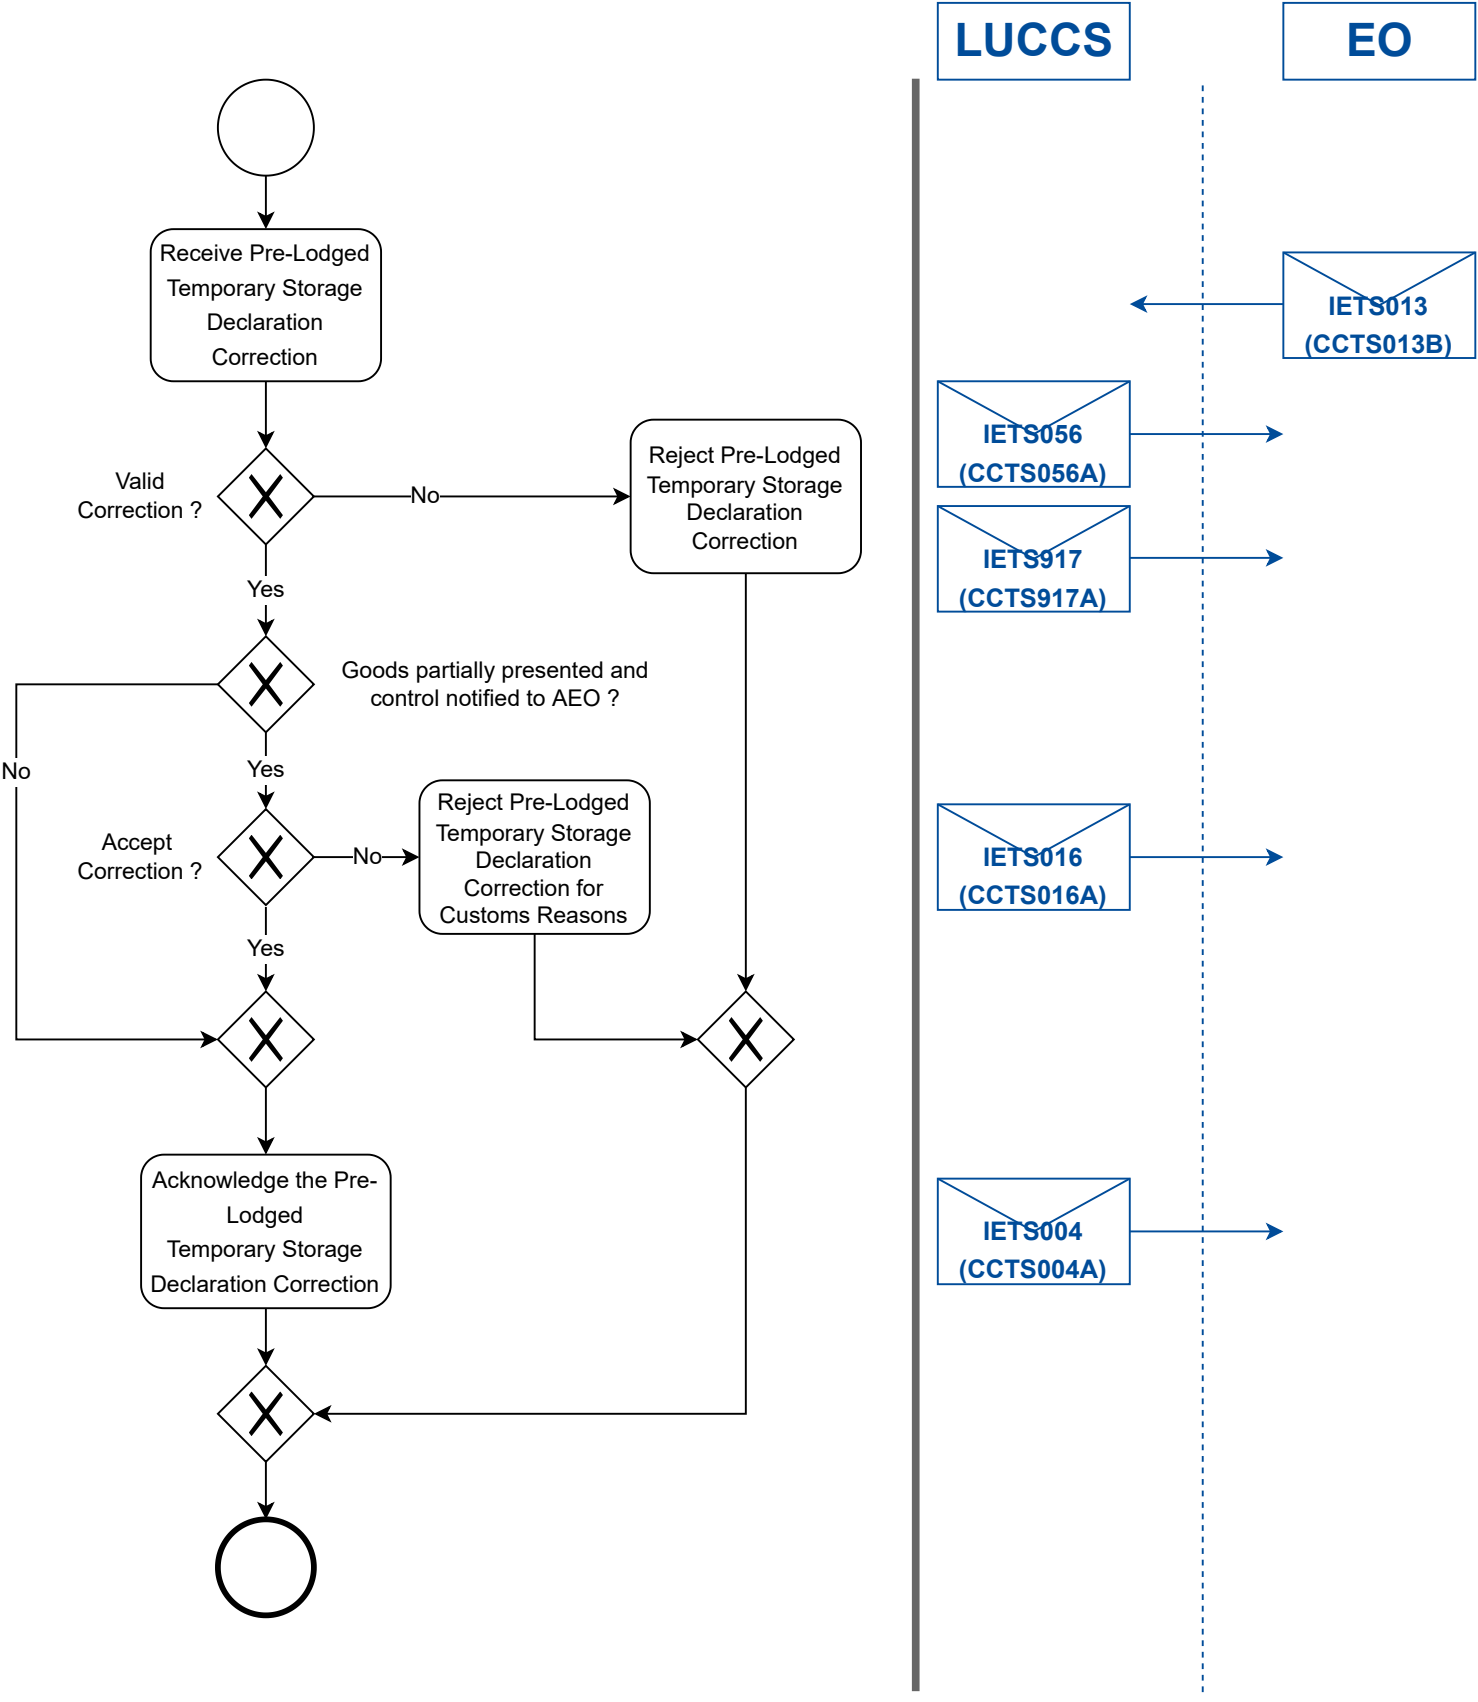 LUCCS
EO
Receive Pre-Lodged
Temporary Storage
Declaration
Correction
IETS013
(CCTS013B)
Valid
Correction ?
No
Reject Pre-Lodged
Temporary Storage
Declaration
Correction
IETS056
(CCTS056A)
IETS917
(CCTS917A)
Yes
Goods partially presented and
control notified to AEO ?
No
Yes
Accept
Correction ?
No
Reject Pre-Lodged
Temporary Storage
Declaration
Correction for
Customs Reasons
IETS016
(CCTS016A)
Yes
Acknowledge the Pre-
Lodged
Temporary Storage
Declaration Correction
IETS004
(CCTS004A)